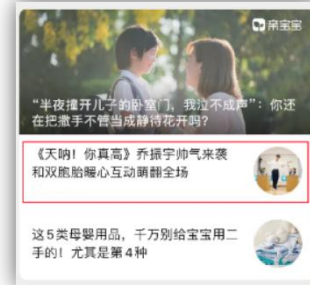 亲宝宝
“半夜撞开儿子的卧室门，我泣不成声”：你还
在把撒手不管当成静待花开吗？
《天呐！你真高》乔振宇帅气来袭
和双胞胎暖心互动萌翻全场
这5类母婴用品，千万别给宝宝用二
手的！尤其是第4种